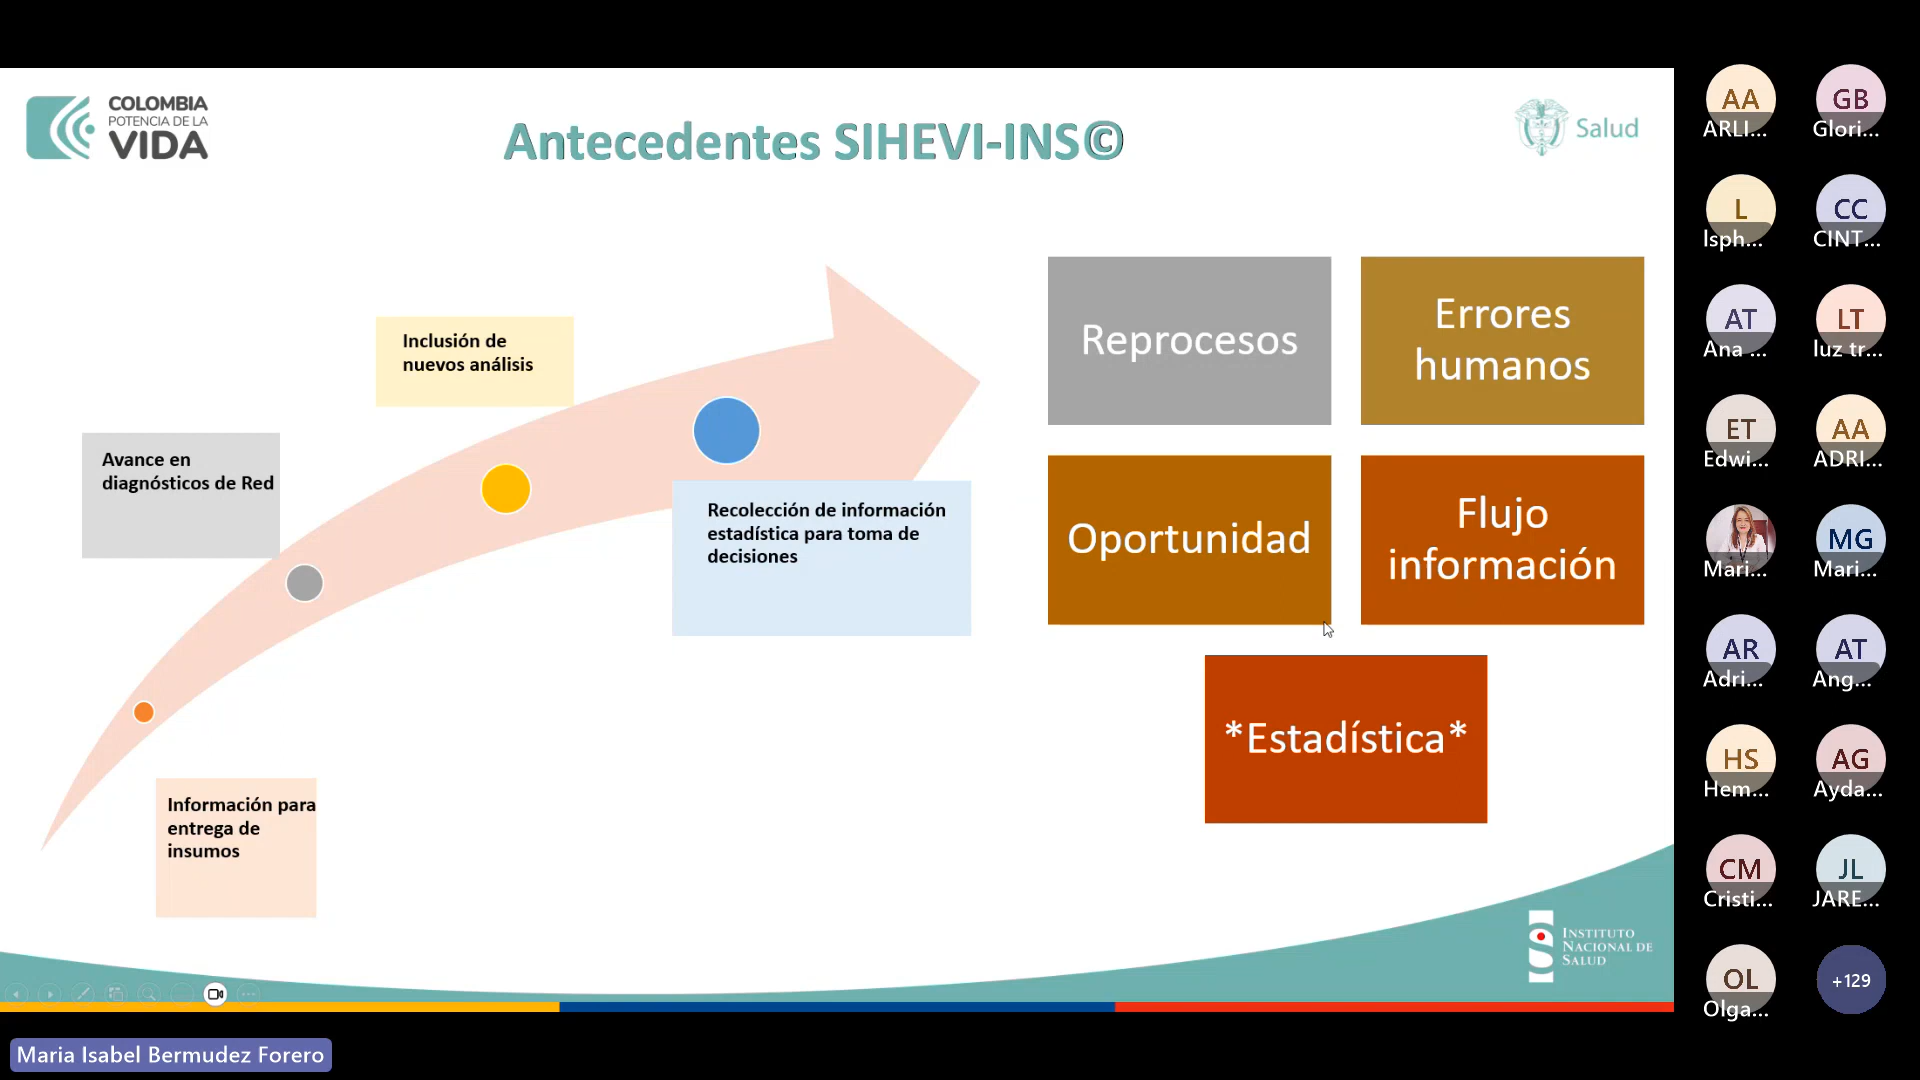 COLOMBIA
POTENCIA DE LA
VIDA
Antecedentes SIHEVI-INS©
Salud
Inclusión de
nuevos análisis
Avance en
diagnósticos de Red
Recolección de información
estadística para toma de
decisiones
Información para
entrega de
insumos
Reprocesos
Errores
humanos
Oportunidad
Flujo
información
*Estadística*
INSTITUTO
NACIONAL DE
SALUD
Maria Isabel Bermudez Forero
AA
ARLI...
GB
Glori...
L
lsph...
CC
CINT...
AT
Ana ...
LT
luz tr...
ET
Edwi...
AA
ADRI...
Mari...
MG
Mari...
AR
Adri...
AT
Ang...
HS
Hem...
AG
Ayda...
CM
Cristi...
JL
JARE...
OL
Olga...
+129